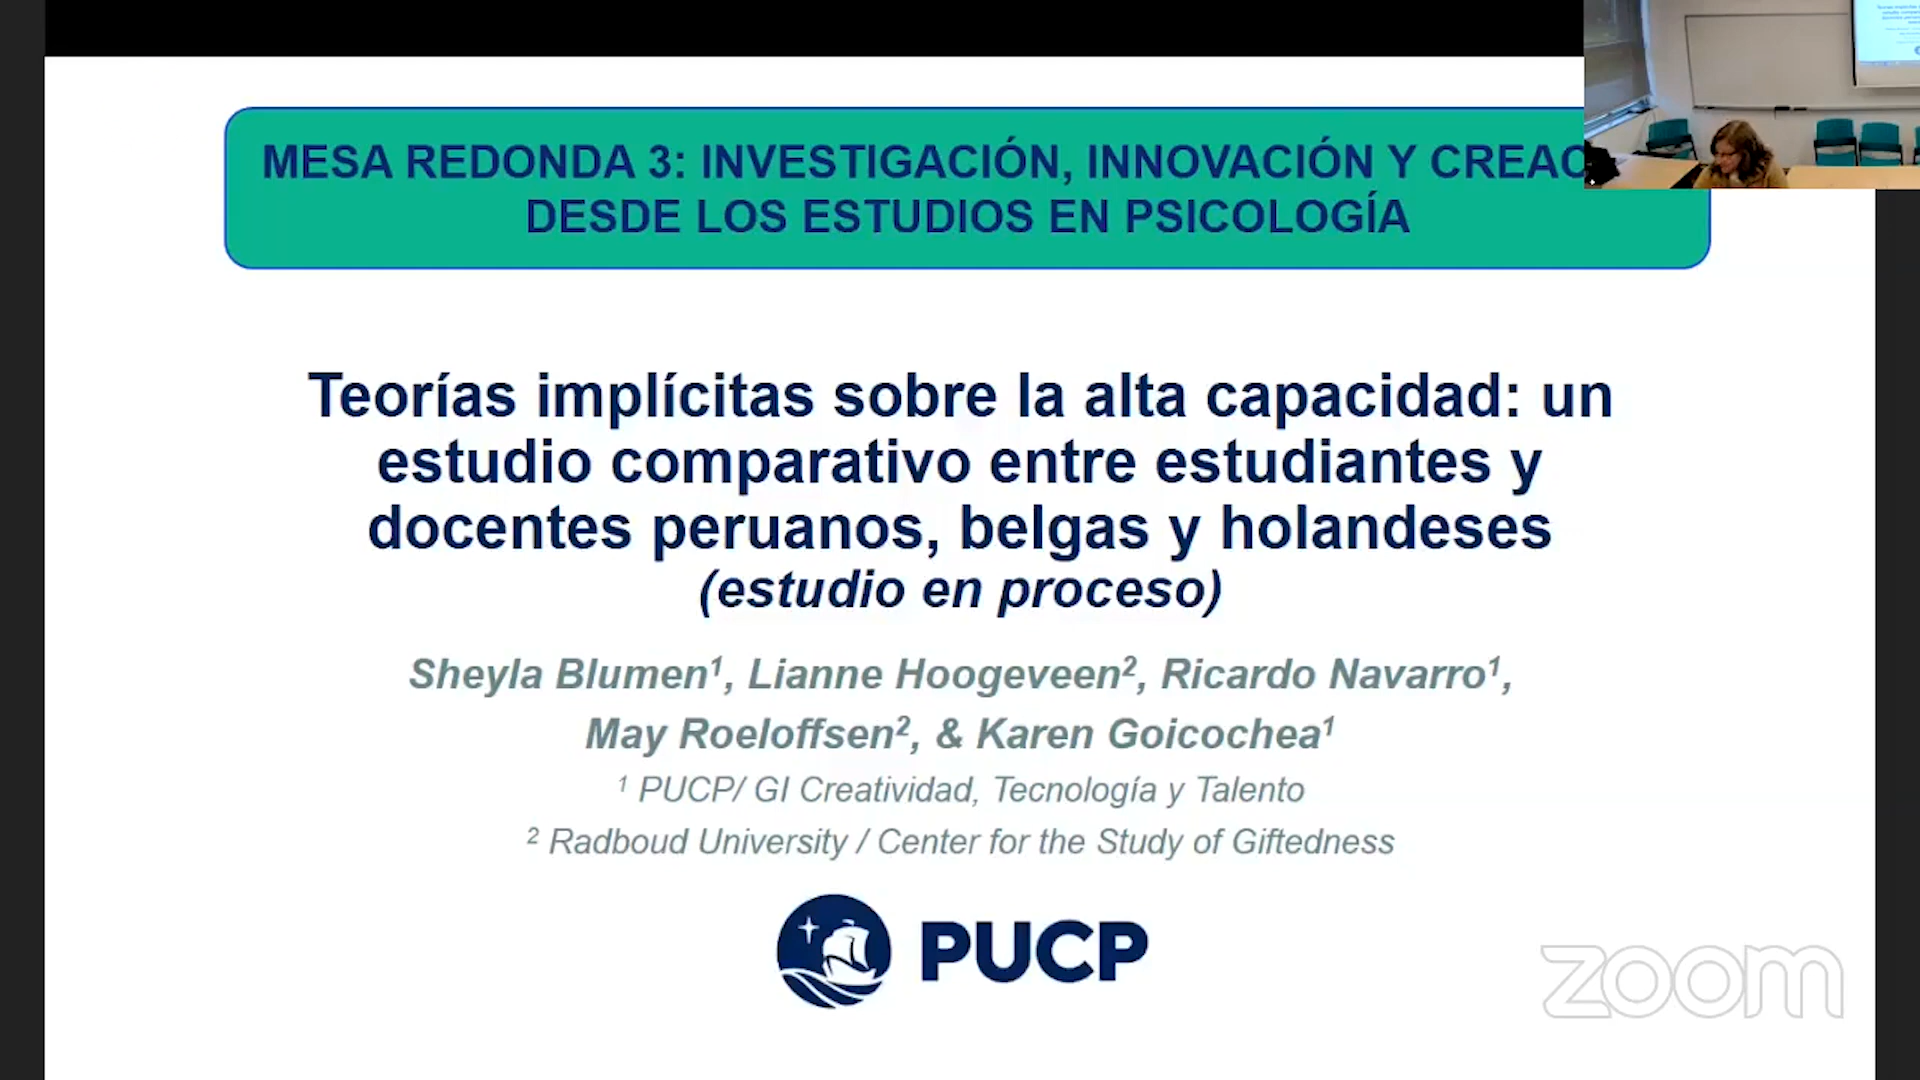 MESA REDONDA 3: INVESTIGACIÓN, INNOVACIÓN Y CREAC
DESDE LOS ESTUDIOS EN PSICOLOGÍA
Teorías implícitas sobre la alta capacidad: un
estudio comparativo entre estudiantes y
docentes peruanos, belgas y holandeses
(estudio en proceso)
Sheyla Blumen¹, Lianne Hoogeveen², Ricardo Navarro¹,
May Roeloffsen², & Karen Goicochea¹
¹ PUCP/ GI Creatividad, Tecnología y Talento
² Radboud University / Center for the Study of Giftedness
PUCP
zoom